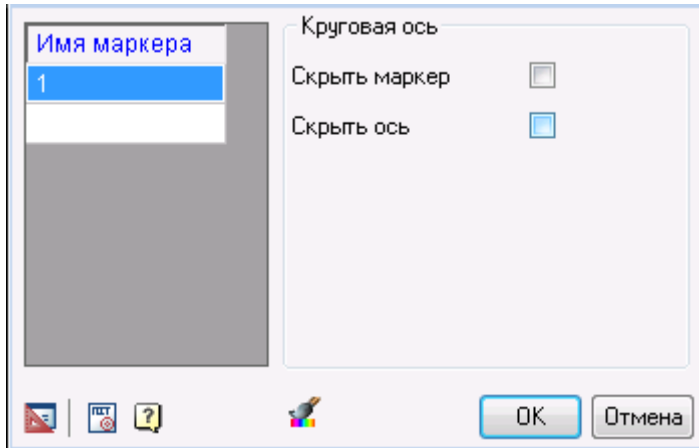 Имя маркера
1
Круговая ось
Скрыть маркер
Скрыть ось
OK
Отмена